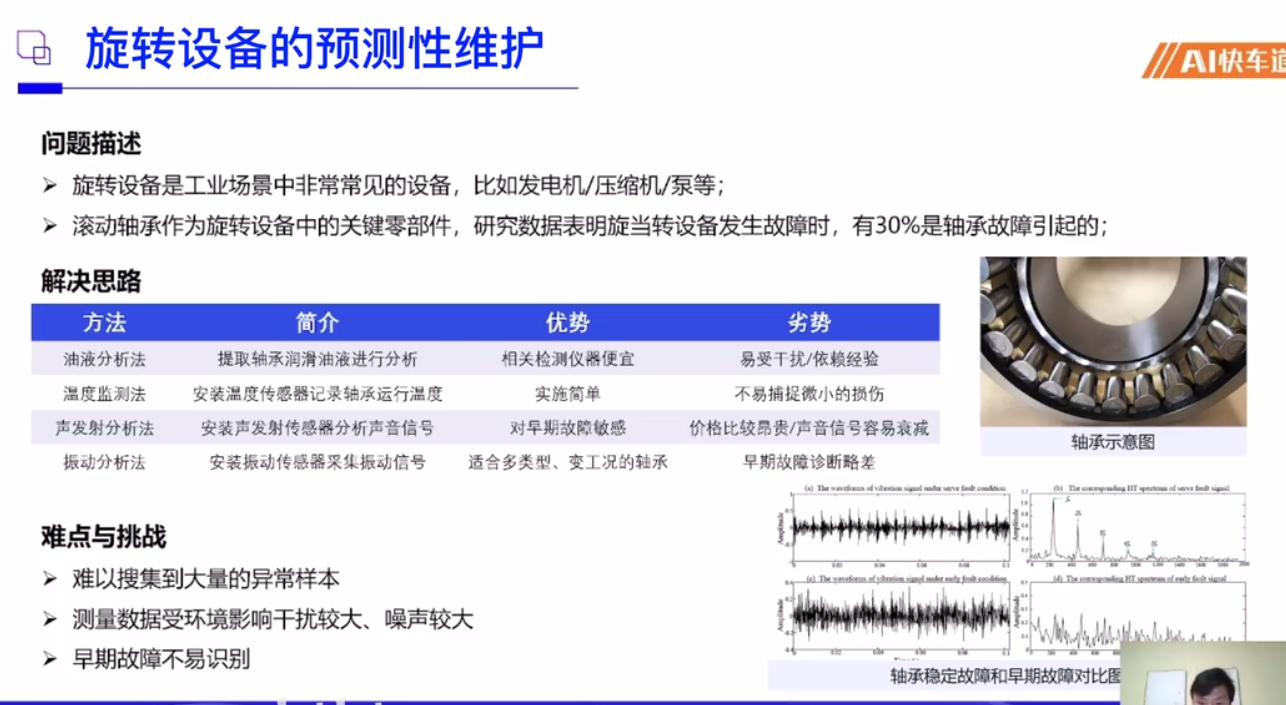 旋转设备的预测性维护
AI快车道
问题描述
➢ 旋转设备是工业场景中非常常见的设备，比如发电机/压缩机/泵等；
➢ 滚动轴承作为旋转设备中的关键零部件，研究数据表明旋当转设备发生故障时，有30%是轴承故障引起的；
解决思路
方法 简介 优势 劣势
油液分析法 提取轴承润滑油液进行分析 相关检测仪器便宜 易受干扰/依赖经验
温度监测法 安装温度传感器记录轴承运行温度 实施简单 不易捕捉微小的损伤
声发射分析法 安装声发射传感器分析声音信号 对早期故障敏感 价格比较昂贵/声音信号容易衰减
振动分析法 安装振动传感器采集振动信号 适合多类型、变工况的轴承 早期故障诊断略差
轴承示意图
难点与挑战
➢ 难以搜集到大量的异常样本
➢ 测量数据受环境影响干扰较大、噪声较大
➢ 早期故障不易识别
(a) The waveforms of vibration signal under serve fault condition
(b) The corresponding HT spectrum of serve fault signal
(c) The waveforms of vibration signal under early fault condition
(d) The corresponding HT spectrum of early fault signal
Amplitude
Amplitude
Amplitude
Amplitude
轴承稳定故障和早期故障对比图